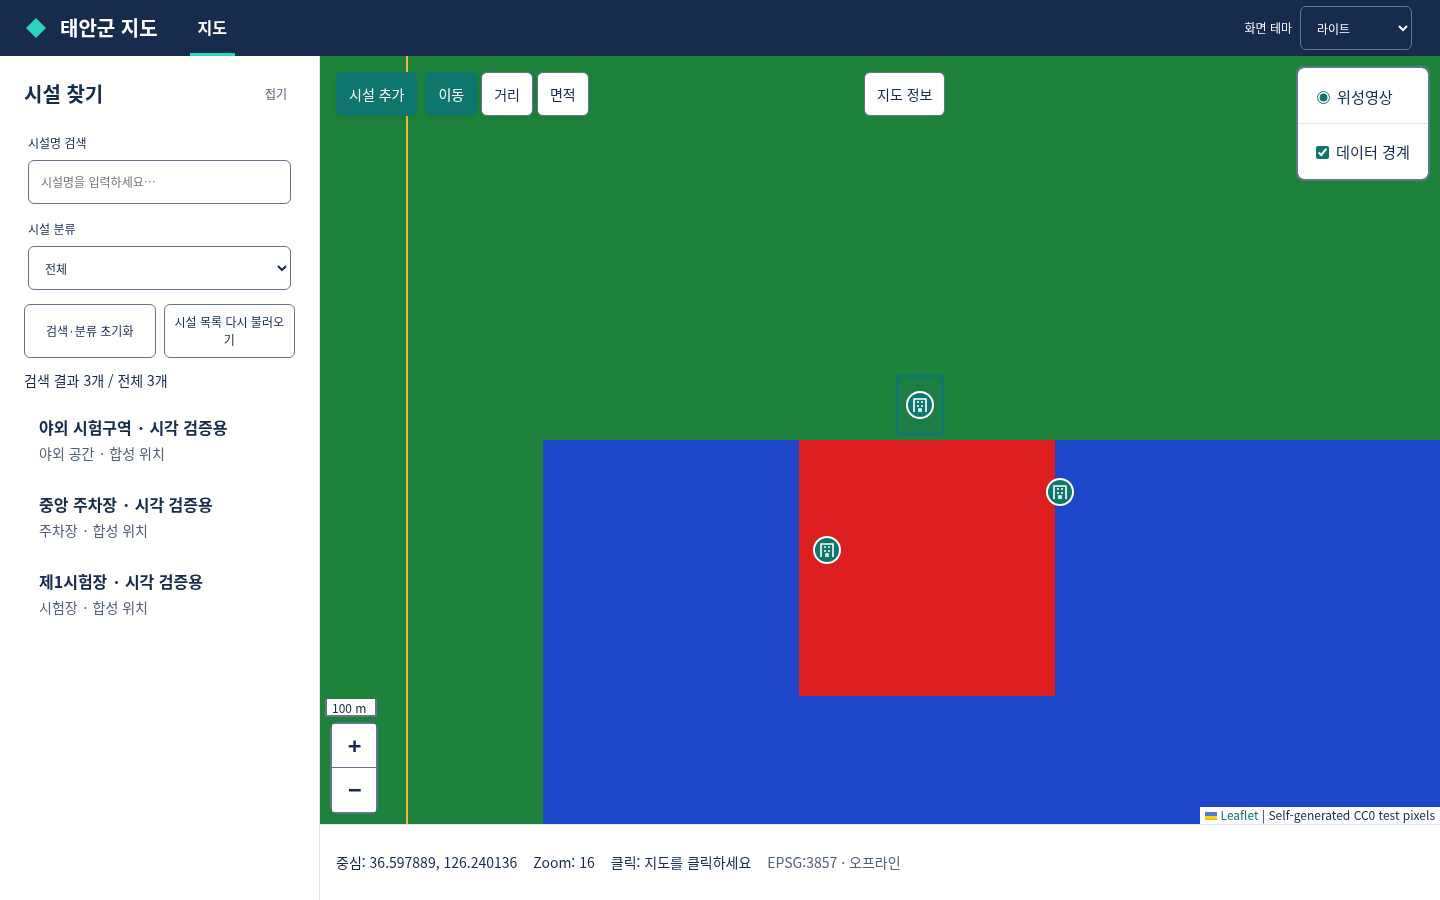 태안군 지도
지도
화면 테마
라이트
시설 찾기
접기
시설명 검색
시설명을 입력하세요…
시설 분류
전체
검색·분류 초기화
시설 목록 다시 불러오
기
검색 결과 3개 / 전체 3개
야외 시험구역 · 시각 검증용
야외 공간 · 합성 위치
중앙 주차장 · 시각 검증용
주차장 · 합성 위치
제1시험장 · 시각 검증용
시험장 · 합성 위치
시설 추가
이동
거리
면적
지도 정보
위성영상
데이터 경계
100 m
+
−
Leaflet | Self-generated CC0 test pixels
중심: 36.597889, 126.240136
Zoom: 16
클릭: 지도를 클릭하세요
EPSG:3857 · 오프라인